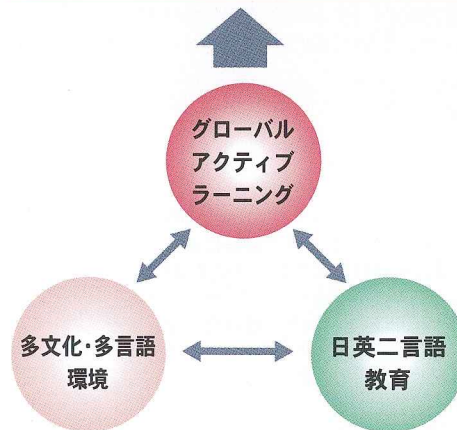 グローバル
アクティブ
ラーニング
多文化・多言語
環境
日英二言語
教育